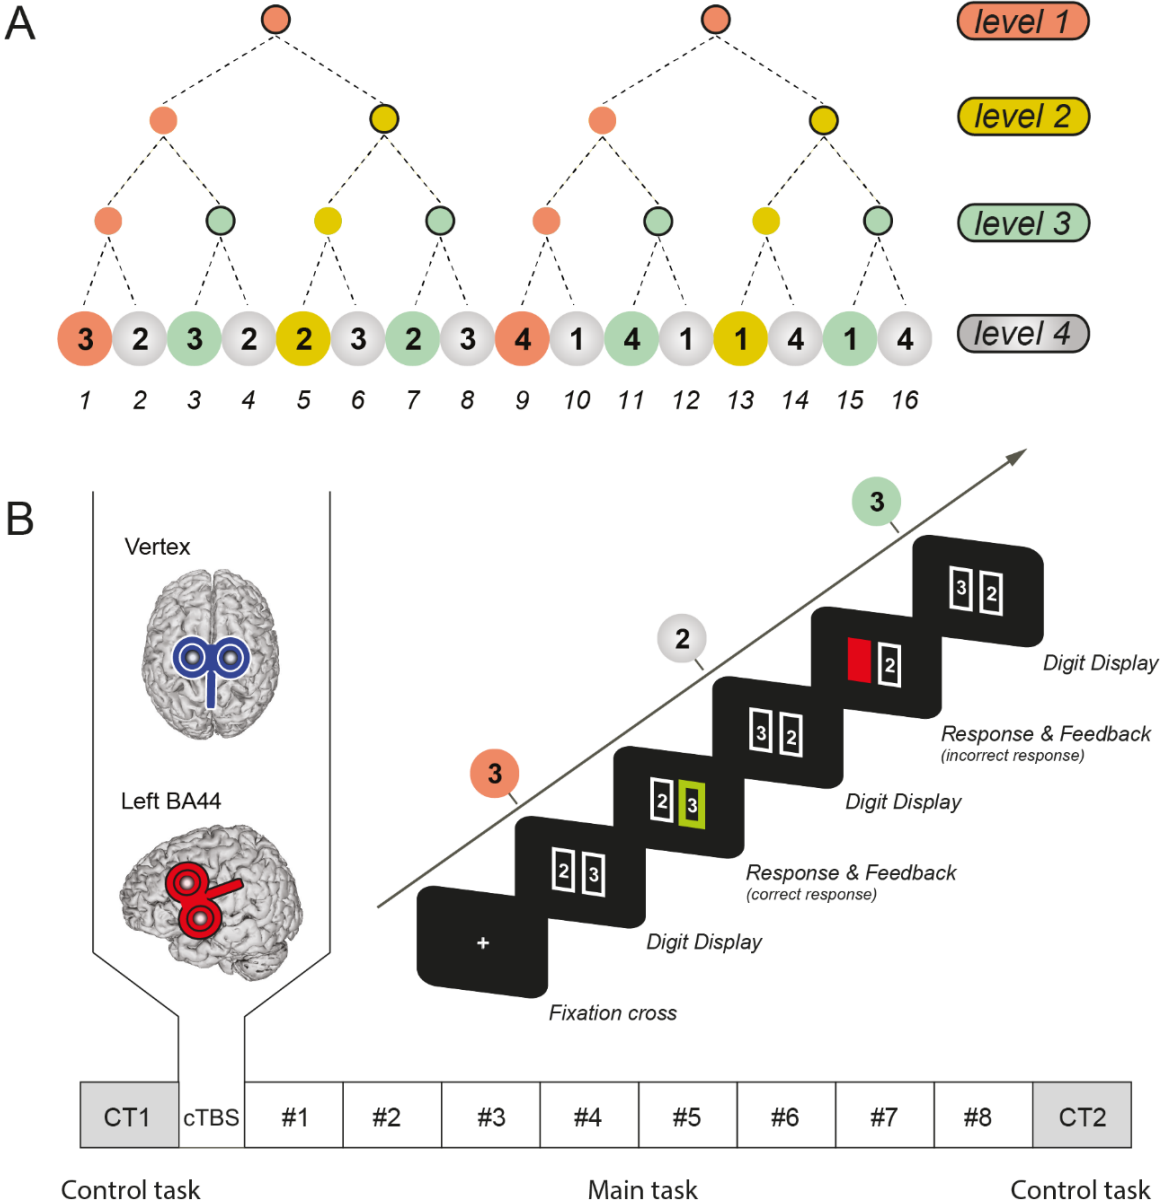 A
level 1
level 2
level 3
3 2 3 2 2 3 2 3 4 1 4 1 1 4 1 4
level 4
1 2 3 4 5 6 7 8 9 10 11 12 13 14 15 16
B
Vertex
Left BA44
3
2
3
3 2
Digit Display
2
Response & Feedback
(incorrect response)
3 2
Digit Display
2 3
Response & Feedback
(correct response)
2 3
Digit Display
+
Fixation cross
CT1 cTBS #1 #2 #3 #4 #5 #6 #7 #8 CT2
Control task Main task Control task